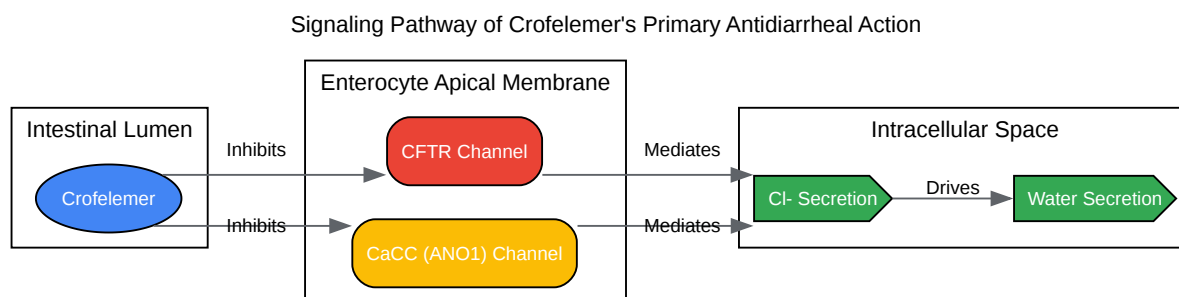 Signaling Pathway of Crofelemer's Primary Antidiarrheal Action
Intestinal Lumen
Crofelemer
Inhibits
Inhibits
Enterocyte Apical Membrane
CFTR Channel
CaCC (ANO1) Channel
Mediates
Mediates
Intracellular Space
Cl- Secretion
Drives
Water Secretion